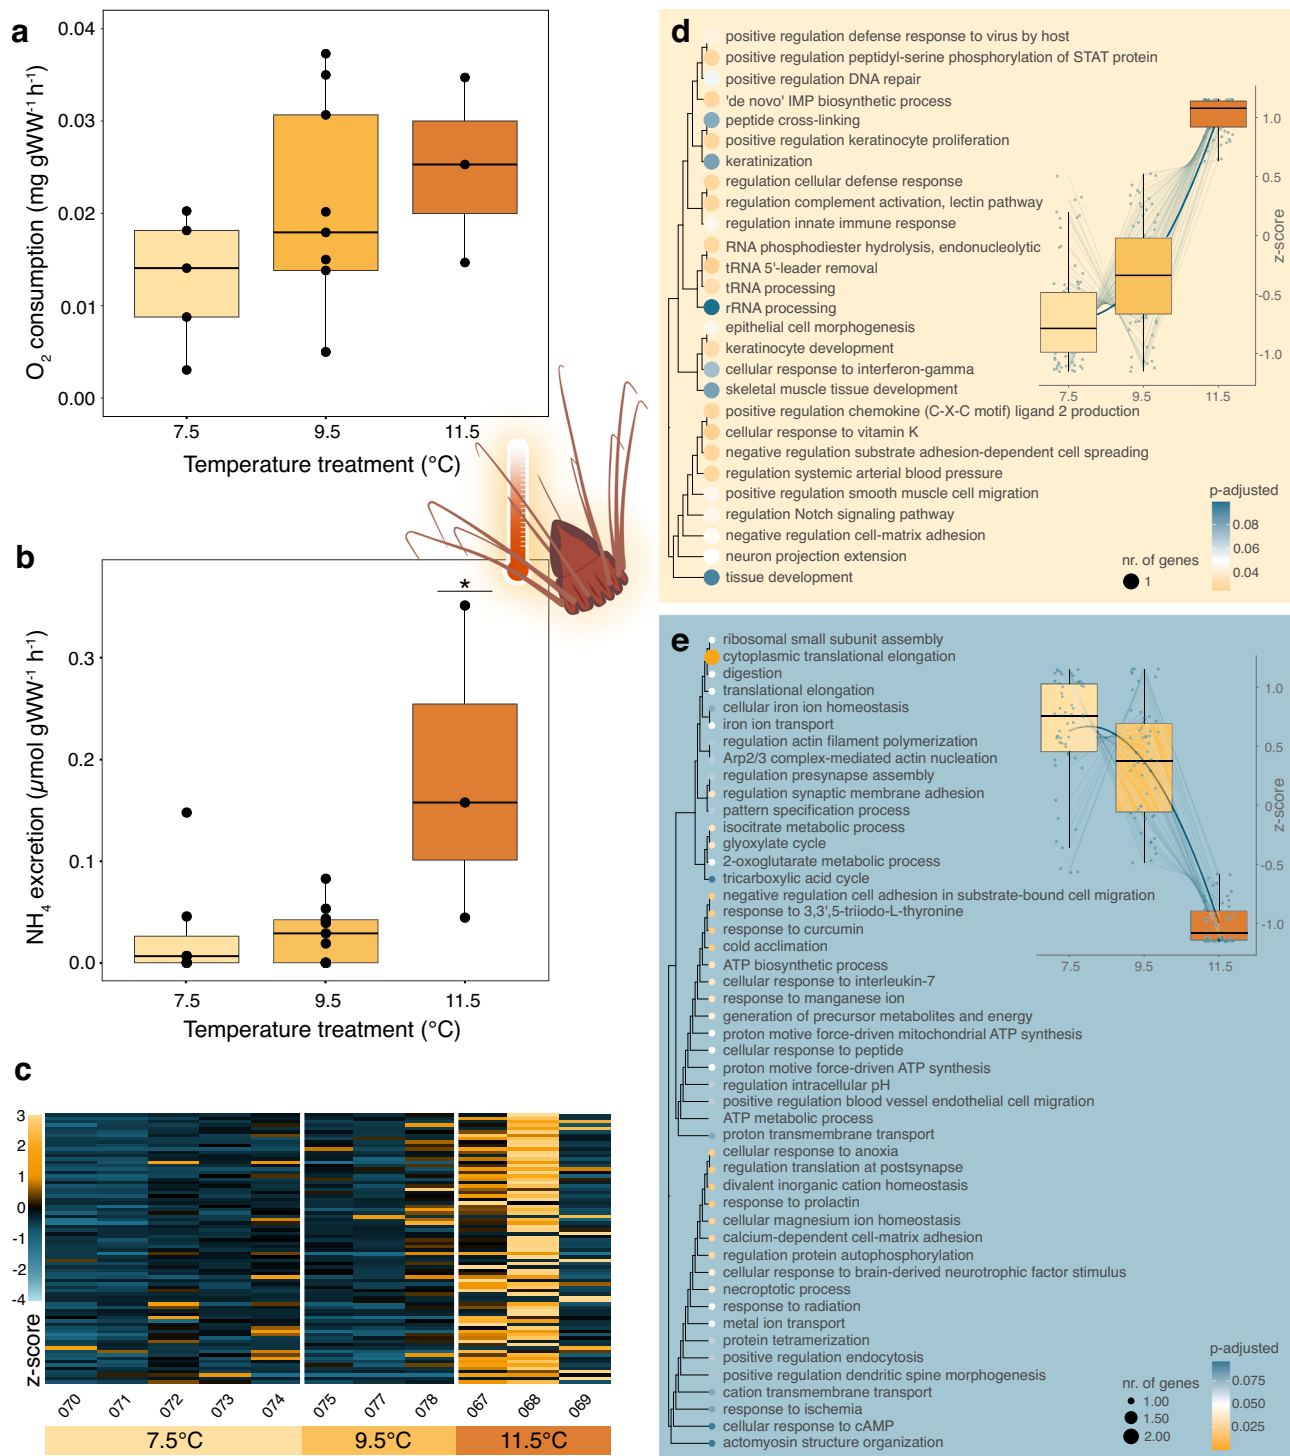 a
0.04
0.03
0.02
0.01
0.00
O2 consumption (mg gWW-1 h-1)
7.5
9.5
11.5
Temperature treatment (°C)
b
*
0.3
0.2
0.1
0.0
NH4 excretion (µmol gWW-1 h-1)
7.5
9.5
11.5
Temperature treatment (°C)
c
3
2
1
0
-1
-2
-4
z-score
070
071
072
073
074
075
077
078
067
068
069
7.5°C
9.5°C
11.5°C
d
positive regulation defense response to virus by host
positive regulation peptidyl-serine phosphorylation of STAT protein
positive regulation DNA repair
'de novo' IMP biosynthetic process
peptide cross-linking
positive regulation keratinocyte proliferation
keratinization
regulation cellular defense response
regulation complement activation, lectin pathway
regulation innate immune response
RNA phosphodiester hydrolysis, endonucleolytic
tRNA 5'-leader removal
tRNA processing
rRNA processing
epithelial cell morphogenesis
keratinocyte development
cellular response to interferon-gamma
skeletal muscle tissue development
positive regulation chemokine (C-X-C motif) ligand 2 production
cellular response to vitamin K
negative regulation substrate adhesion-dependent cell spreading
regulation systemic arterial blood pressure
positive regulation smooth muscle cell migration
regulation Notch signaling pathway
negative regulation cell-matrix adhesion
neuron projection extension
tissue development
1.0
0.5
0
-0.5
-1.0
z-score
7.5
9.5
11.5
nr. of genes
1
p-adjusted
0.08
0.06
0.04
e
ribosomal small subunit assembly
cytoplasmic translational elongation
digestion
translational elongation
cellular iron ion homeostasis
iron ion transport
regulation actin filament polymerization
Arp2/3 complex-mediated actin nucleation
regulation presynapse assembly
regulation synaptic membrane adhesion
pattern specification process
isocitrate metabolic process
glyoxylate cycle
2-oxoglutarate metabolic process
tricarboxylic acid cycle
negative regulation cell adhesion in substrate-bound cell migration
response to 3,3',5-triiodo-L-thyronine
response to curcumin
cold acclimation
ATP biosynthetic process
cellular response to interleukin-7
response to manganese ion
generation of precursor metabolites and energy
proton motive force-driven mitochondrial ATP synthesis
cellular response to peptide
proton motive force-driven ATP synthesis
regulation intracellular pH
positive regulation blood vessel endothelial cell migration
ATP metabolic process
proton transmembrane transport
cellular response to anoxia
regulation translation at postsynapse
divalent inorganic cation homeostasis
response to prolactin
cellular magnesium ion homeostasis
calcium-dependent cell-matrix adhesion
regulation protein autophosphorylation
cellular response to brain-derived neurotrophic factor stimulus
necroptotic process
response to radiation
metal ion transport
protein tetramerization
positive regulation endocytosis
positive regulation dendritic spine morphogenesis
cation transmembrane transport
response to ischemia
cellular response to cAMP
actomyosin structure organization
1.0
0.5
0
-0.5
-1.0
z-score
7.5
9.5
11.5
nr. of genes
1.00
1.50
2.00
p-adjusted
0.075
0.050
0.025